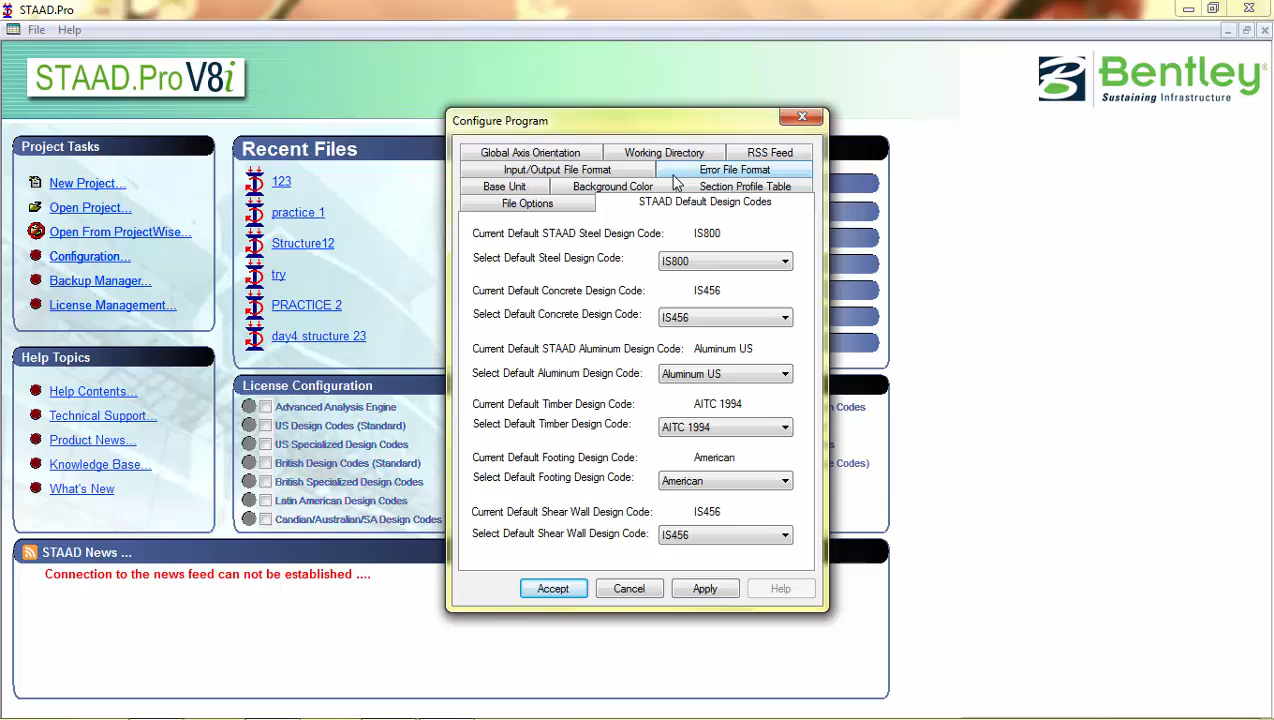 STAAD.Pro
File Help
STAAD.Pro V8i
Bentley
Sustaining Infrastructure
Project Tasks
New Project...
Open Project...
Open From ProjectWise...
Configuration...
Backup Manager...
License Management...
Help Topics
Help Contents...
Technical Support...
Product News...
Knowledge Base...
What's New
Recent Files
123
practice 1
Structure12
try
PRACTICE 2
day4 structure 23
License Configuration
Advanced Analysis Engine
US Design Codes (Standard)
US Specialized Design Codes
British Design Codes (Standard)
British Specialized Design Codes
Latin American Design Codes
Candian/Australian/SA Design Codes
Codes
e Codes)
STAAD News ...
Connection to the news feed can not be established ....
Configure Program
Global Axis Orientation Working Directory RSS Feed
Input/Output File Format Error File Format
Base Unit Background Color Section Profile Table
File Options STAAD Default Design Codes
Current Default STAAD Steel Design Code: IS800
Select Default Steel Design Code: IS800
Current Default Concrete Design Code: IS456
Select Default Concrete Design Code: IS456
Current Default STAAD Aluminum Design Code: Aluminum US
Select Default Aluminum Design Code: Aluminum US
Current Default Timber Design Code: AITC 1994
Select Default Timber Design Code: AITC 1994
Current Default Footing Design Code: American
Select Default Footing Design Code: American
Current Default Shear Wall Design Code: IS456
Select Default Shear Wall Design Code: IS456
Accept Cancel Apply Help